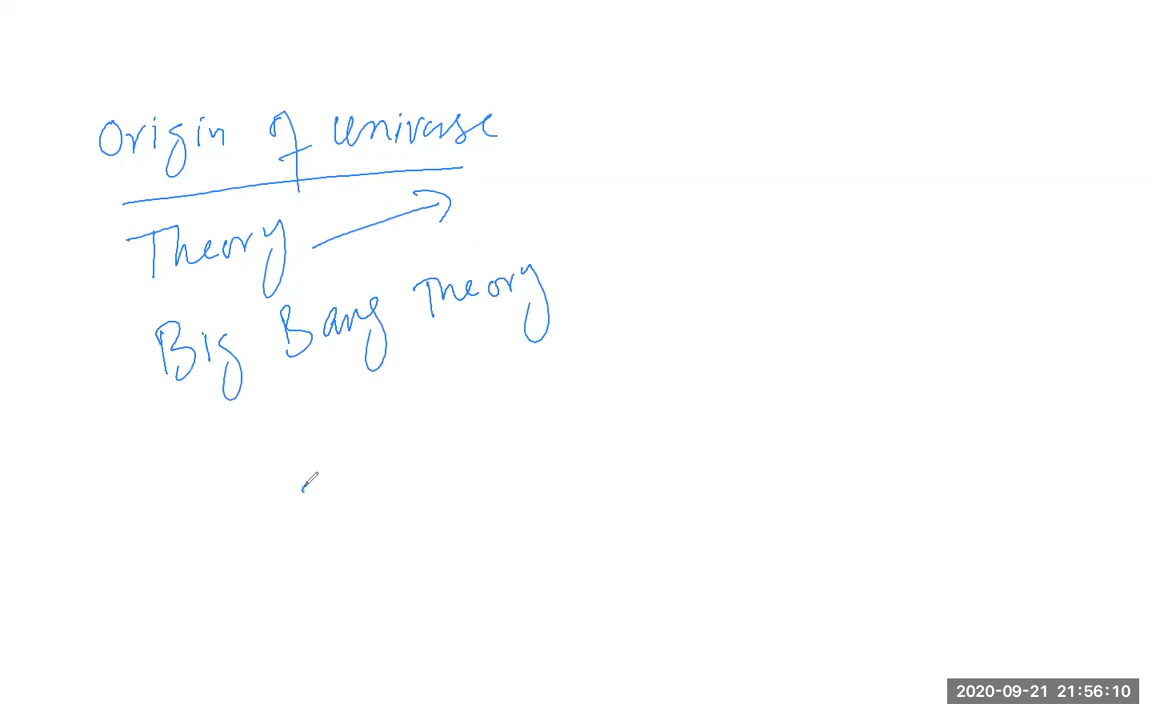 Origin of universe
Theory →
Big Bang Theory
2020-09-21 21:56:10